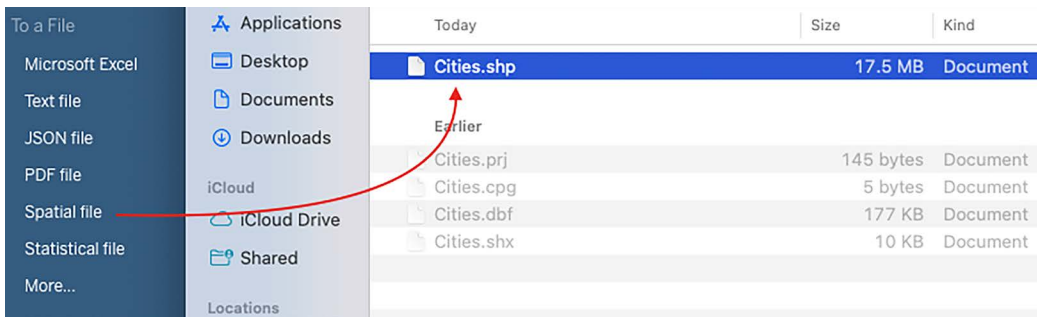 To a File
Microsoft Excel
Text file
JSON file
PDF file
Spatial file
Statistical file
More...
Applications
Desktop
Documents
Downloads
iCloud
iCloud Drive
Shared
Locations
Today Size Kind
Cities.shp 17.5 MB Document
Earlier
Cities.prj 145 bytes Document
Cities.cpg 5 bytes Document
Cities.dbf 177 KB Document
Cities.shx 10 KB Document